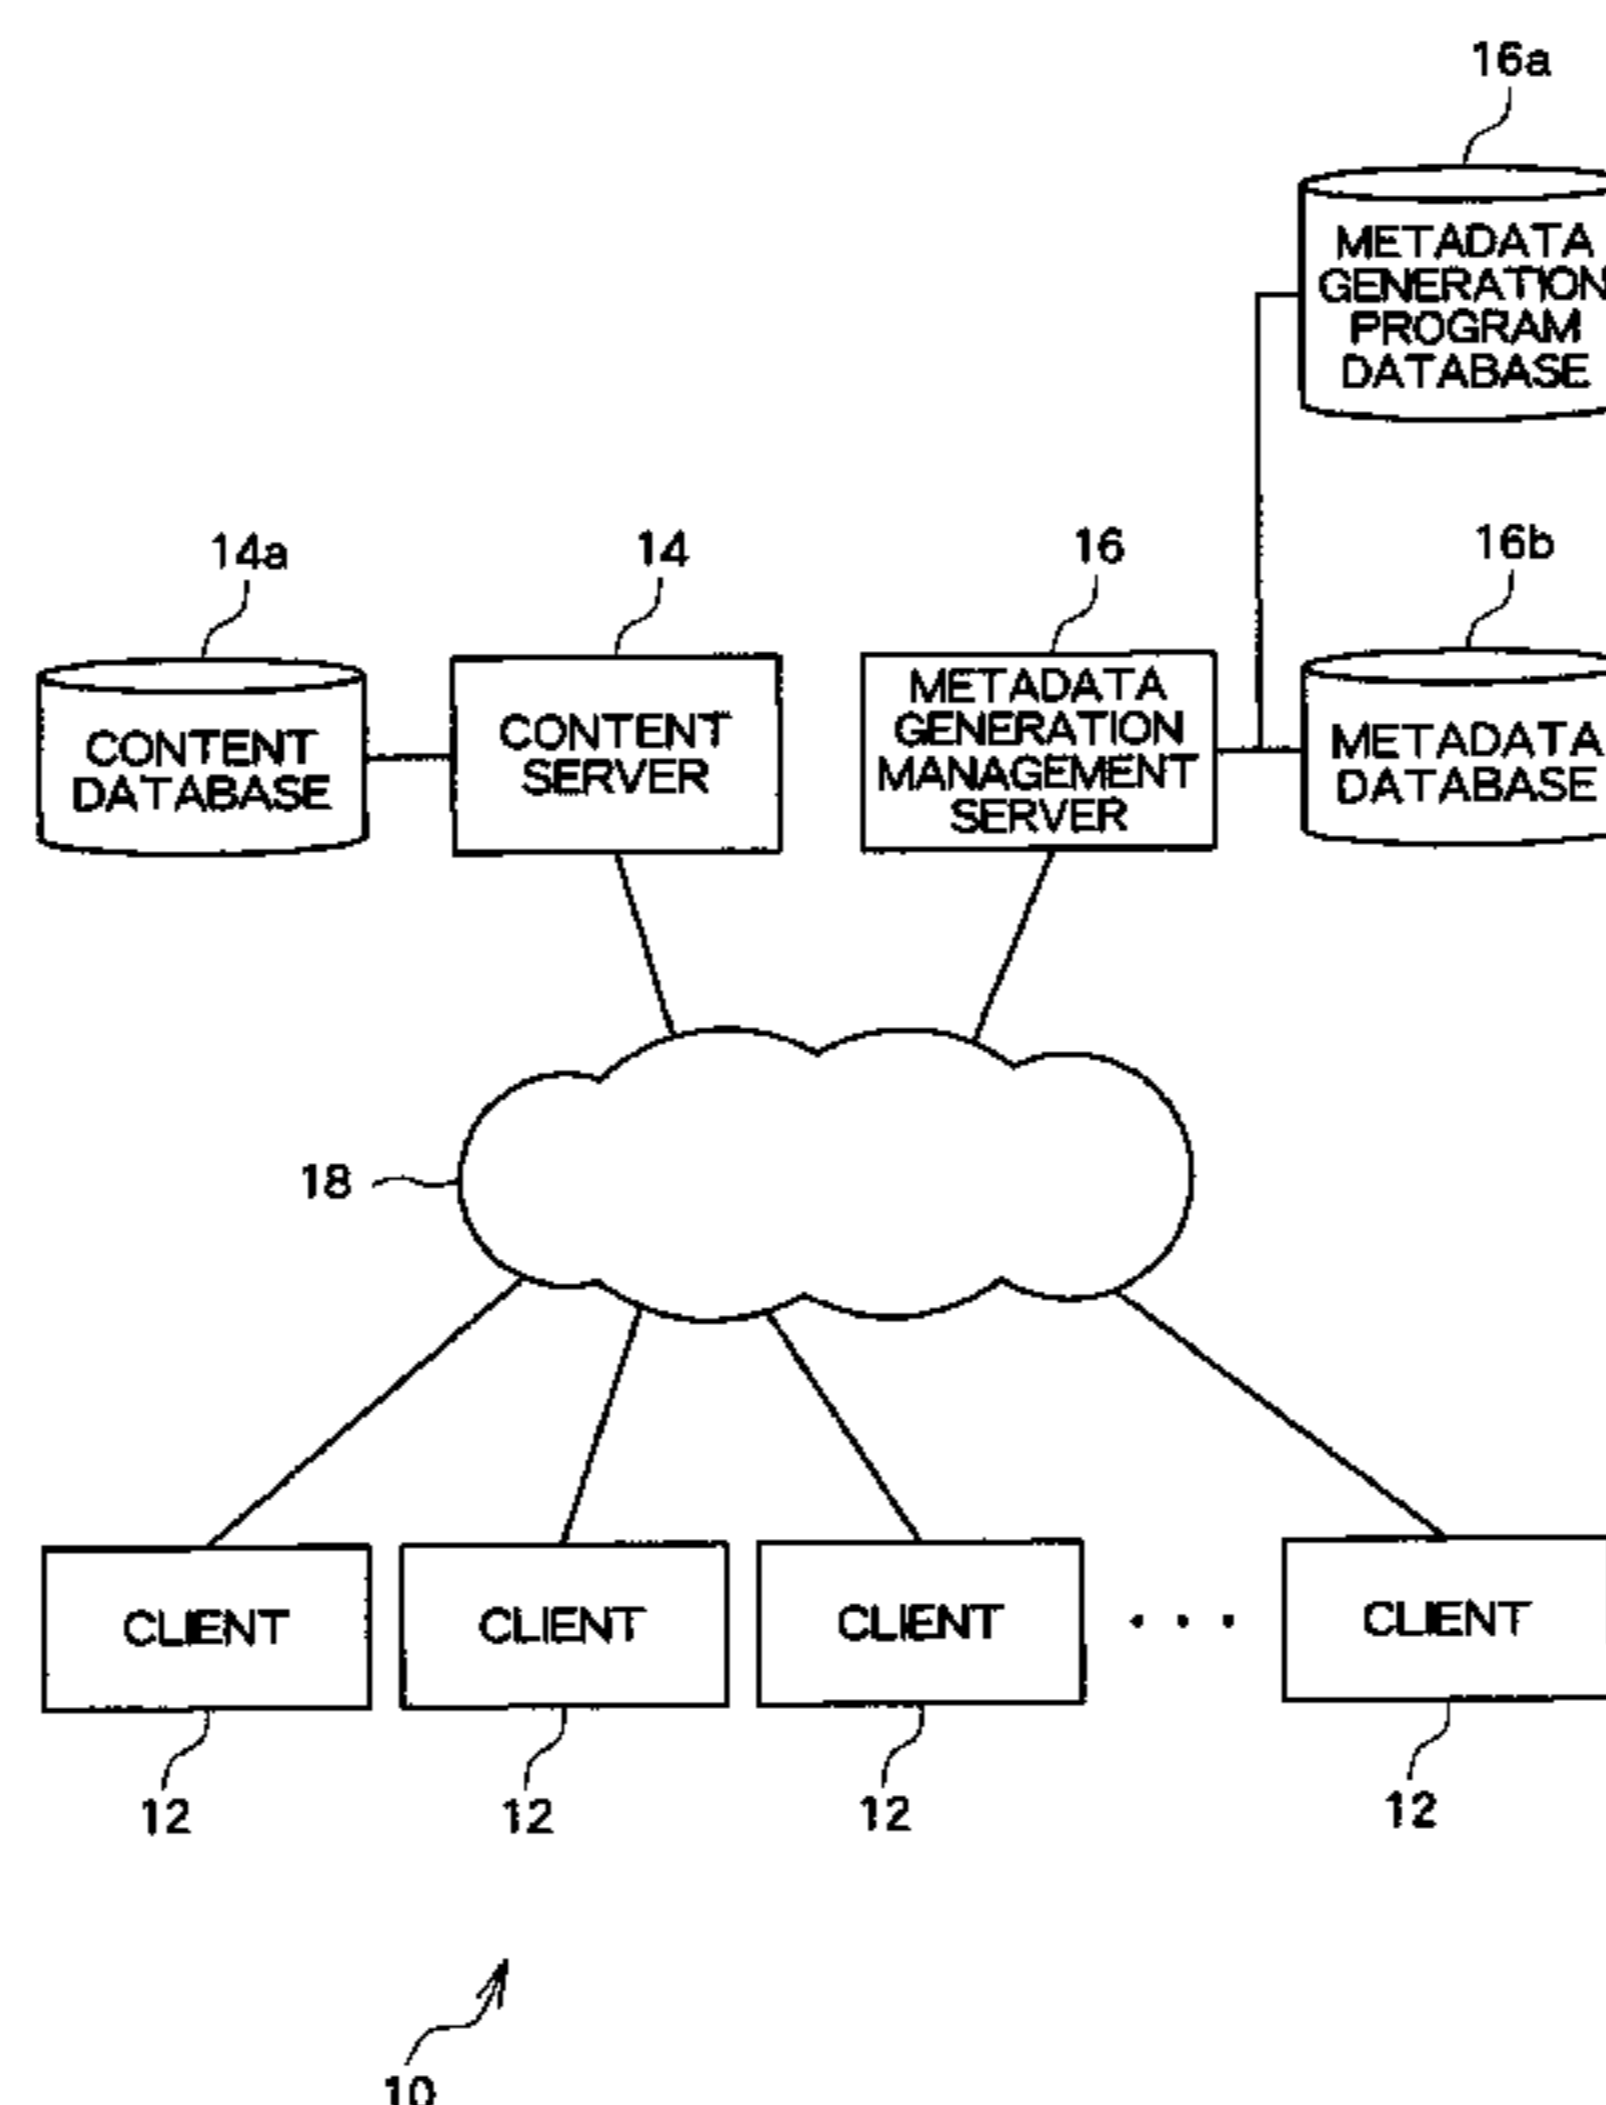 16a
METADATA
GENERATION
PROGRAM
DATABASE
14a
14
16
16b
CONTENT
DATABASE
CONTENT
SERVER
METADATA
GENERATION
MANAGEMENT
SERVER
METADATA
DATABASE
18
CLIENT
CLIENT
CLIENT
. . .
CLIENT
12
12
12
12
10